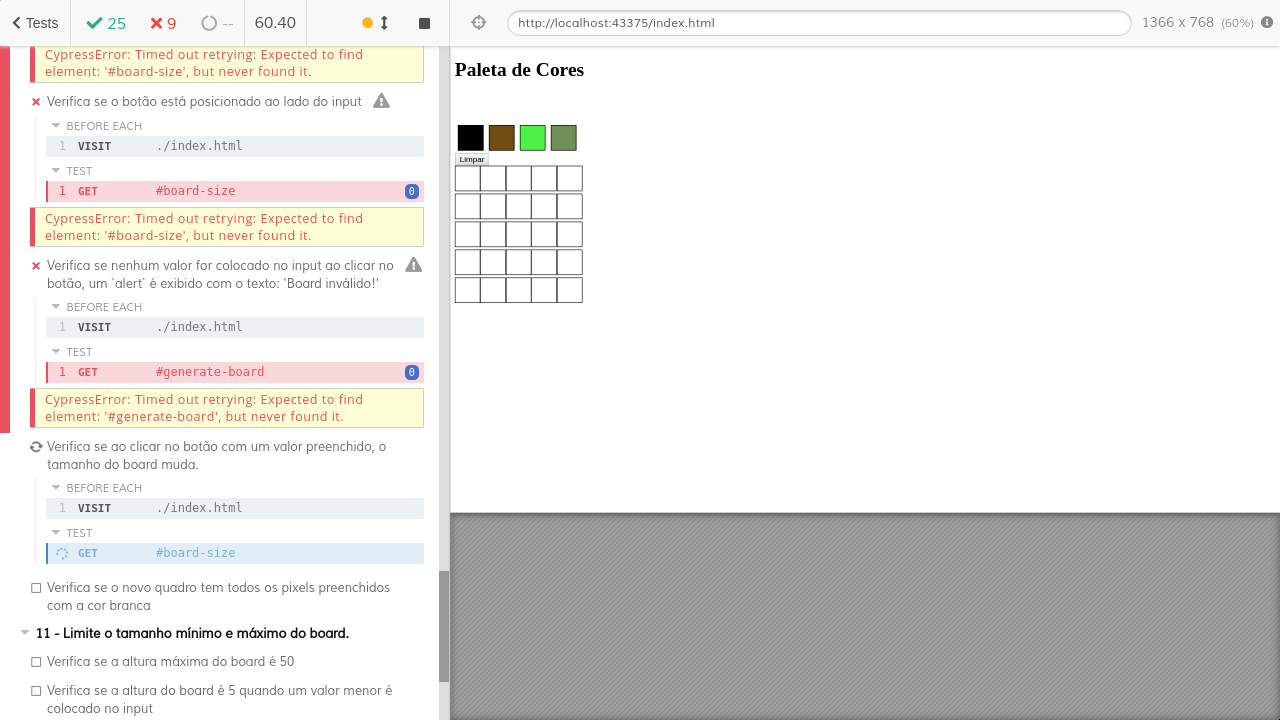 Tests
25
9
--
60.40
http://localhost:43375/index.html
1366 x 768 (60%)
CypressError: Timed out retrying: Expected to find
element: '#board-size', but never found it.
Verifica se o botão está posicionado ao lado do input
BEFORE EACH
1 VISIT ./index.html
TEST
1 GET #board-size 0
CypressError: Timed out retrying: Expected to find
element: '#board-size', but never found it.
Verifica se nenhum valor for colocado no input ao clicar no
botão, um `alert` é exibido com o texto: 'Board inválido!'
BEFORE EACH
1 VISIT ./index.html
TEST
1 GET #generate-board 0
CypressError: Timed out retrying: Expected to find
element: '#generate-board', but never found it.
Verifica se ao clicar no botão com um valor preenchido, o
tamanho do board muda.
BEFORE EACH
1 VISIT ./index.html
TEST
GET #board-size
Verifica se o novo quadro tem todos os pixels preenchidos
com a cor branca
11 - Limite o tamanho mínimo e máximo do board.
Verifica se a altura máxima do board é 50
Verifica se a altura do board é 5 quando um valor menor é
colocado no input
Paleta de Cores
Limpar